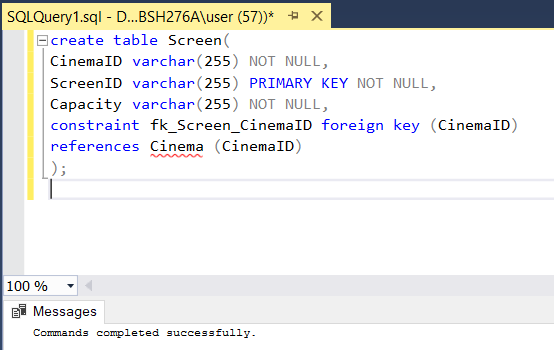 SQLQuery1.sql - D...BSH276A\user (57))*
create table Screen(
CinemaID varchar(255) NOT NULL,
ScreenID varchar(255) PRIMARY KEY NOT NULL,
Capacity varchar(255) NOT NULL,
constraint fk_Screen_CinemaID foreign key (CinemaID)
references Cinema (CinemaID)
);
100 %
Messages
Commands completed successfully.